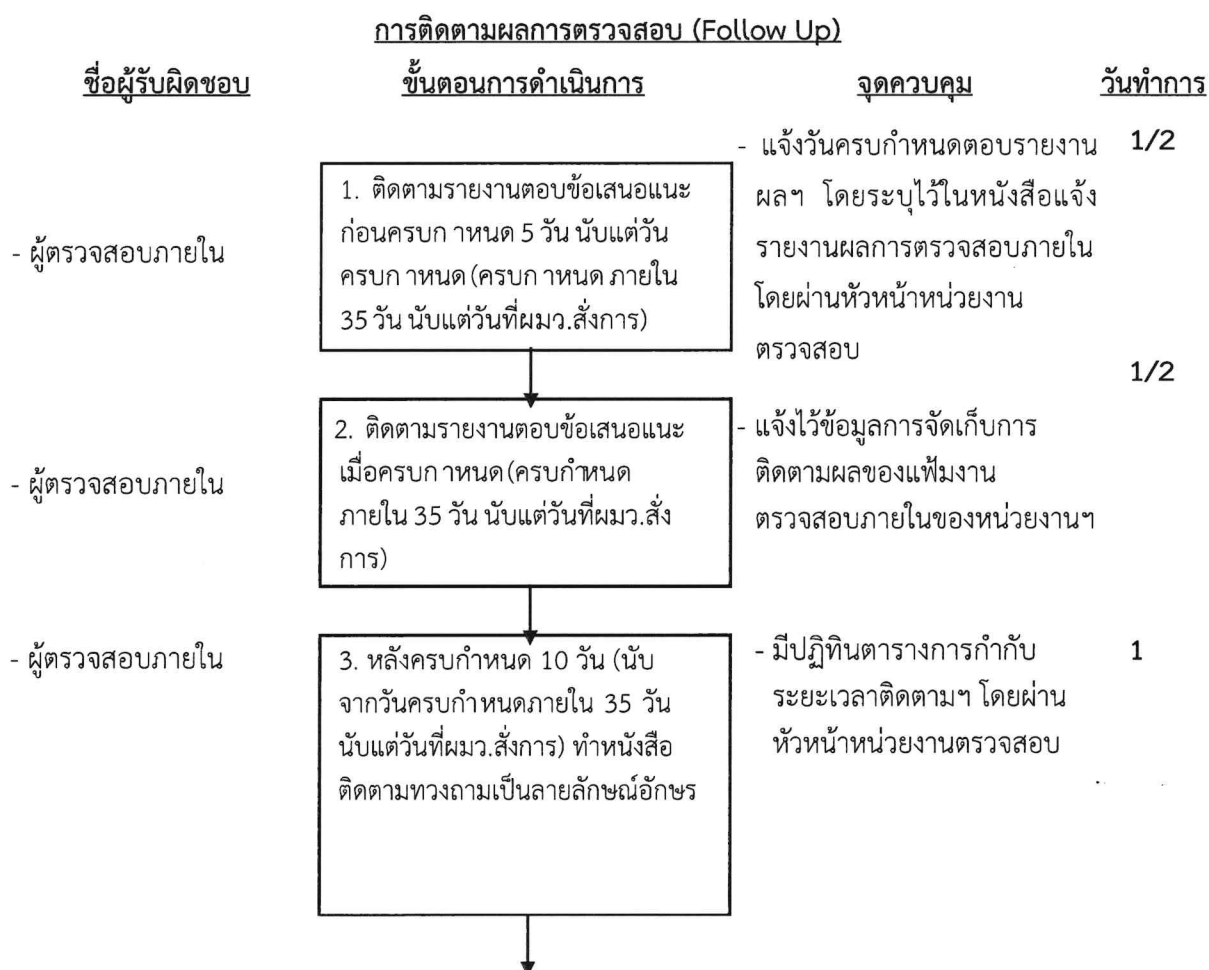 การติดตามผลการตรวจสอบ (Follow Up)
ชื่อผู้รับผิดชอบ ขั้นตอนการดำเนินการ จุดควบคุม วันทำการ
- ผู้ตรวจสอบภายใน
1. ติดตามรายงานตอบข้อเสนอแนะ
ก่อนครบก าหนด 5 วัน นับแต่วัน
ครบก าหนด (ครบก าหนด ภายใน
35 วัน นับแต่วันที่ผมว.สั่งการ)
- แจ้งวันครบกำหนดตอบรายงาน
ผลฯ โดยระบุไว้ในหนังสือแจ้ง
รายงานผลการตรวจสอบภายใน
โดยผ่านหัวหน้าหน่วยงาน
ตรวจสอบ
1/2
- ผู้ตรวจสอบภายใน
2. ติดตามรายงานตอบข้อเสนอแนะ
เมื่อครบก าหนด (ครบกำหนด
ภายใน 35 วัน นับแต่วันที่ผมว.สั่ง
การ)
- แจ้งไว้ข้อมูลการจัดเก็บการ
ติดตามผลของแฟ้มงาน
ตรวจสอบภายในของหน่วยงานฯ
1/2
- ผู้ตรวจสอบภายใน
3. หลังครบกำหนด 10 วัน (นับ
จากวันครบกำหนดภายใน 35 วัน
นับแต่วันที่ผมว.สั่งการ) ทำหนังสือ
ติดตามทวงถามเป็นลายลักษณ์อักษร
- มีปฏิทินตารางการกำกับ
ระยะเวลาติดตามฯ โดยผ่าน
หัวหน้าหน่วยงานตรวจสอบ
1